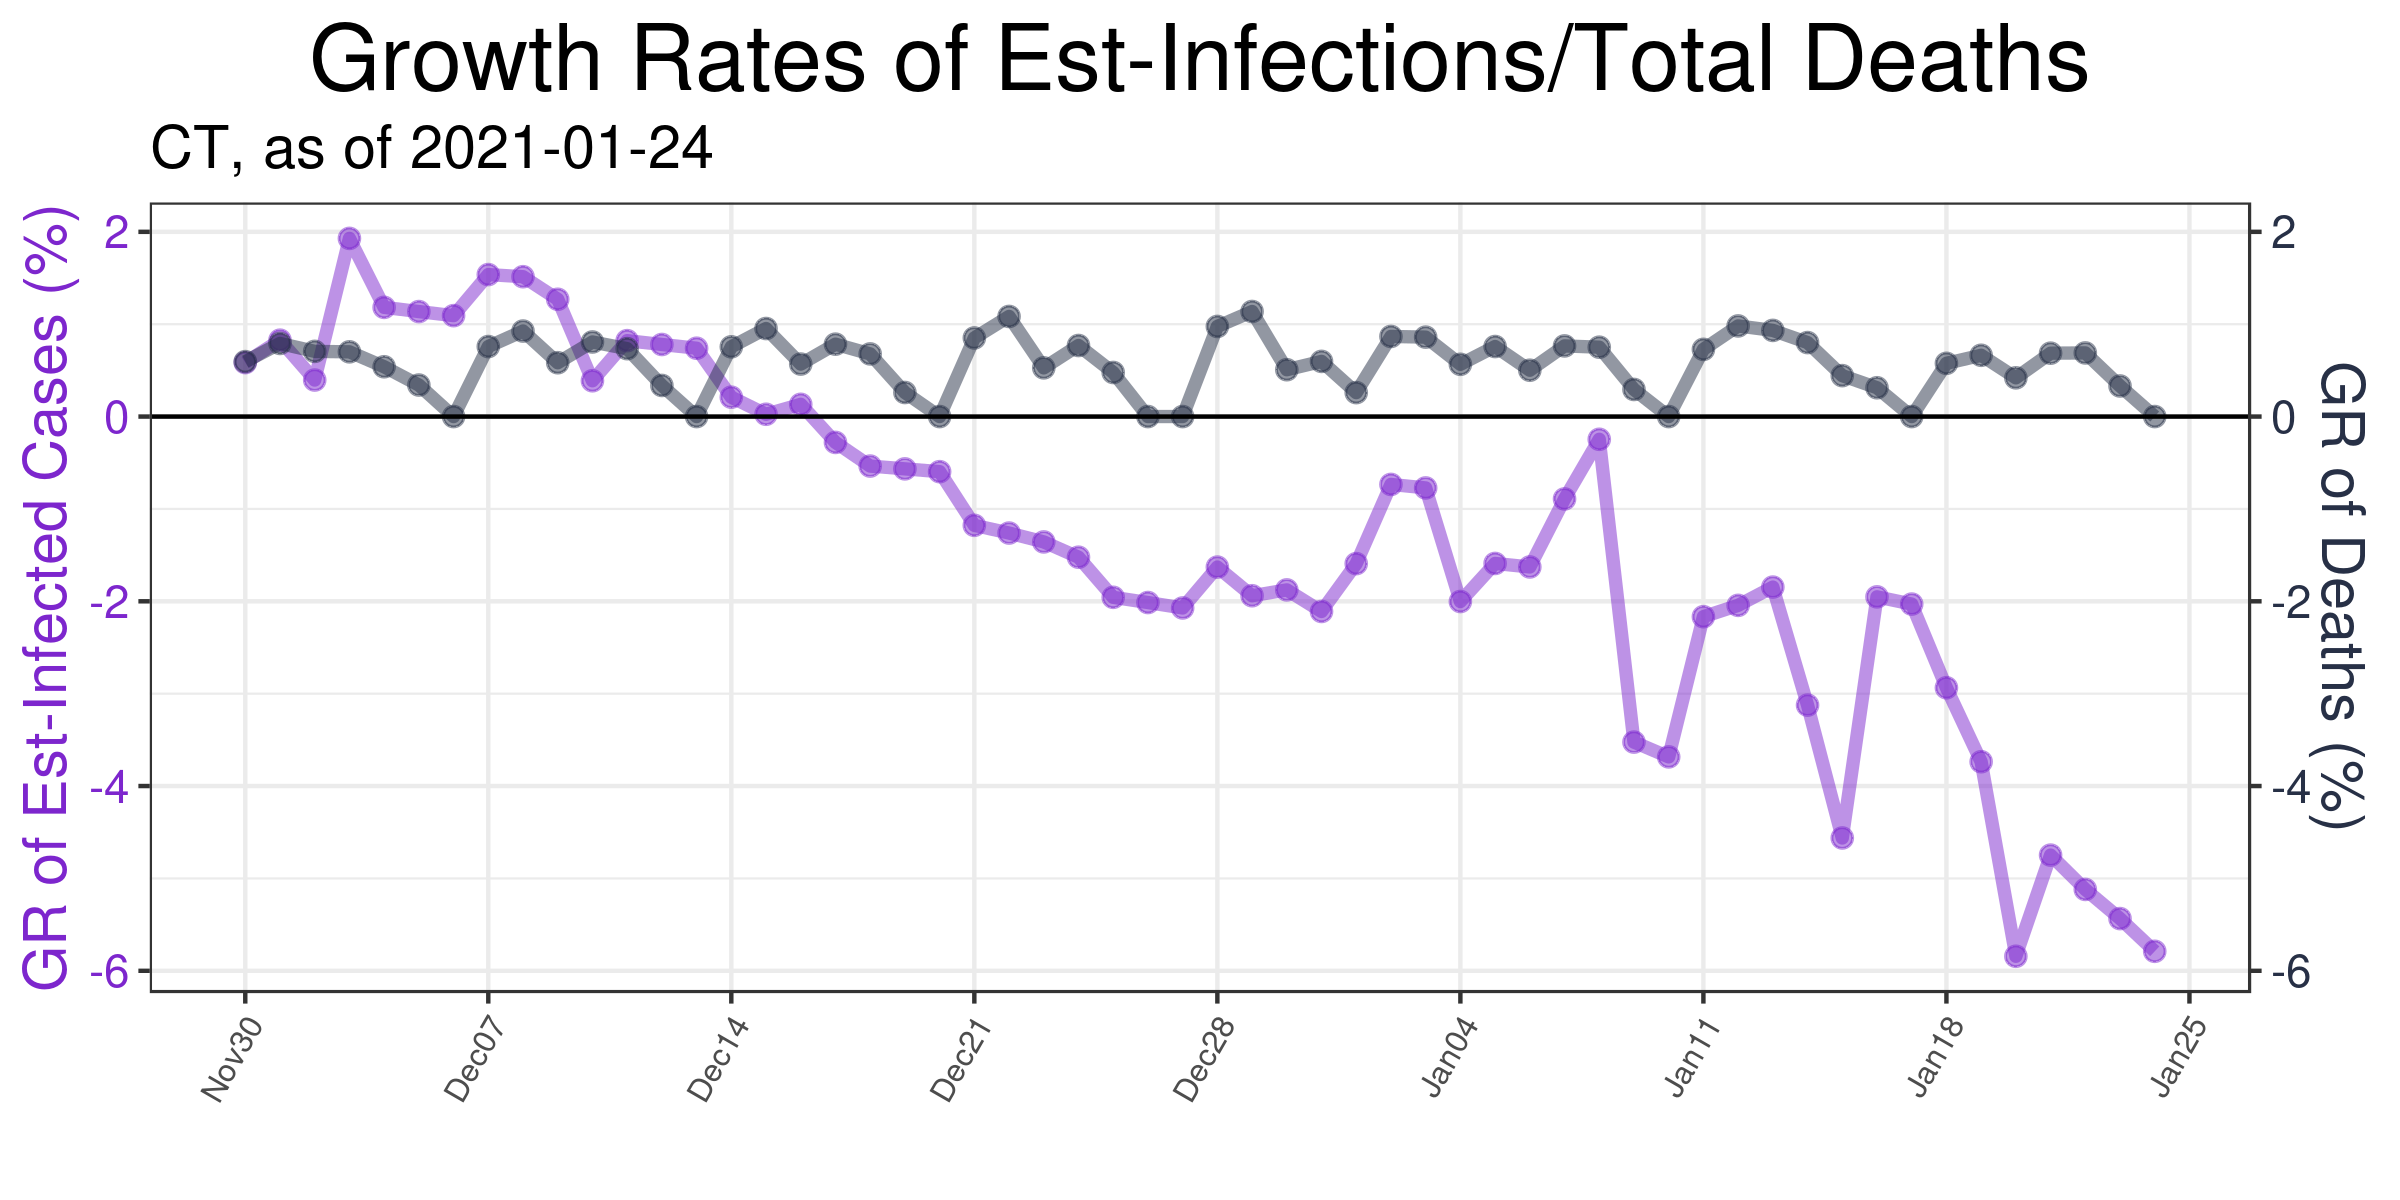 Growth Rates of Est-Infections/Total Deaths
CT, as of 2021-01-24
GR of Est-Infected Cases (%)
2
0
-2
-4
-6
2
0
-2
-4
-6
GR of Deaths (%)
Nov30
Dec07
Dec14
Dec21
Dec28
Jan04
Jan11
Jan18
Jan25